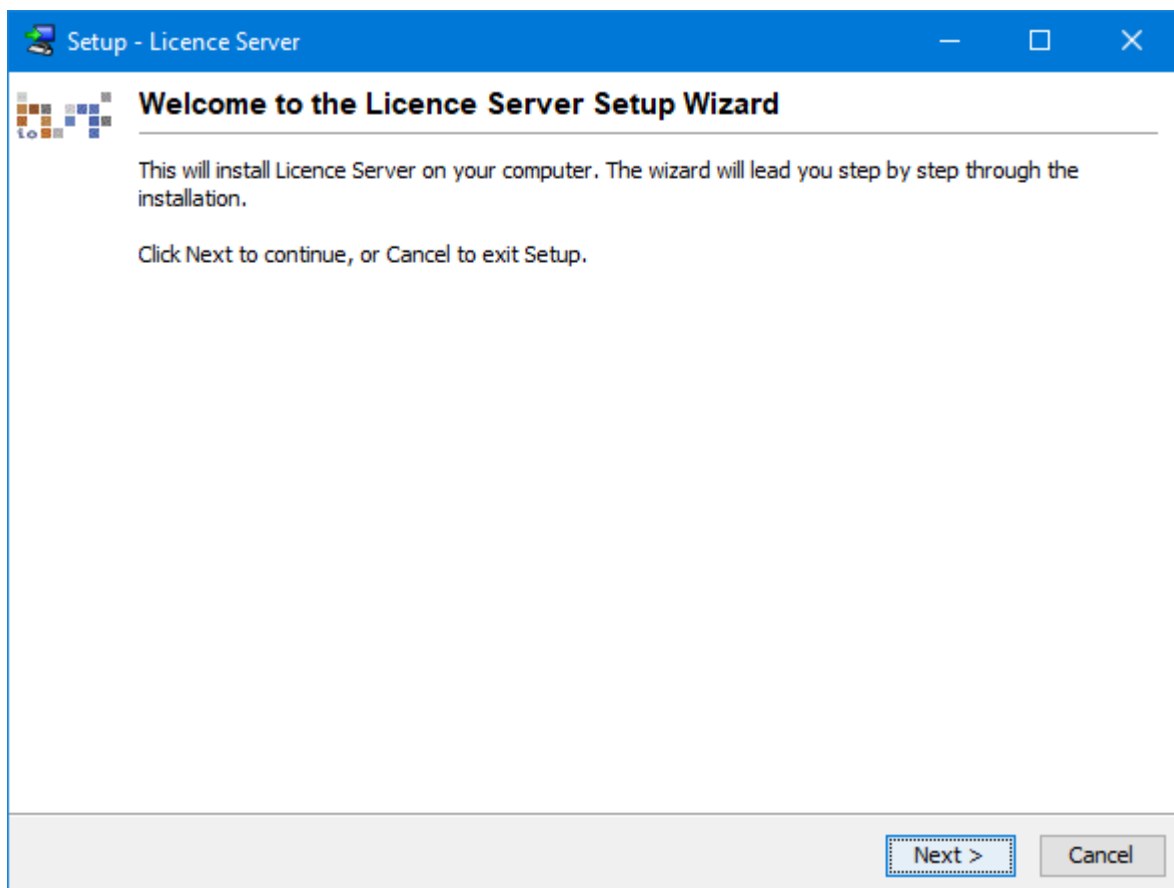 Setup - Licence Server
Welcome to the Licence Server Setup Wizard
This will install Licence Server on your computer. The wizard will lead you step by step through the
installation.
Click Next to continue, or Cancel to exit Setup.
Next >
Cancel